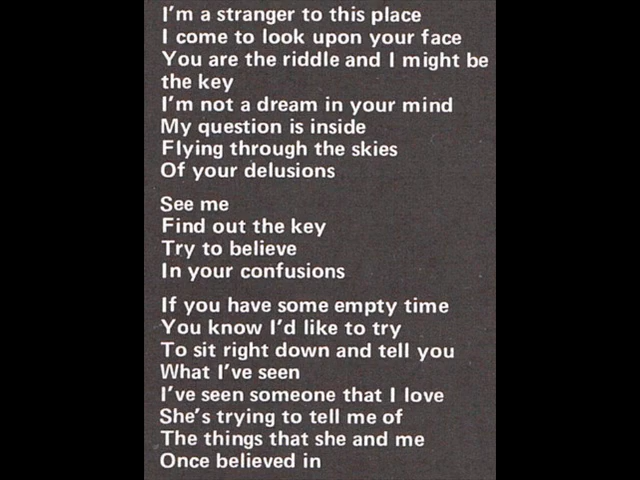 I'm a stranger to this place
I come to look upon your face
You are the riddle and I might be
the key
I'm not a dream in your mind
My question is inside
Flying through the skies
Of your delusions
See me
Find out the key
Try to believe
In your confusions
If you have some empty time
You know I'd like to try
To sit right down and tell you
What I've seen
I've seen someone that I love
She's trying to tell me of
The things that she and me
Once believed in